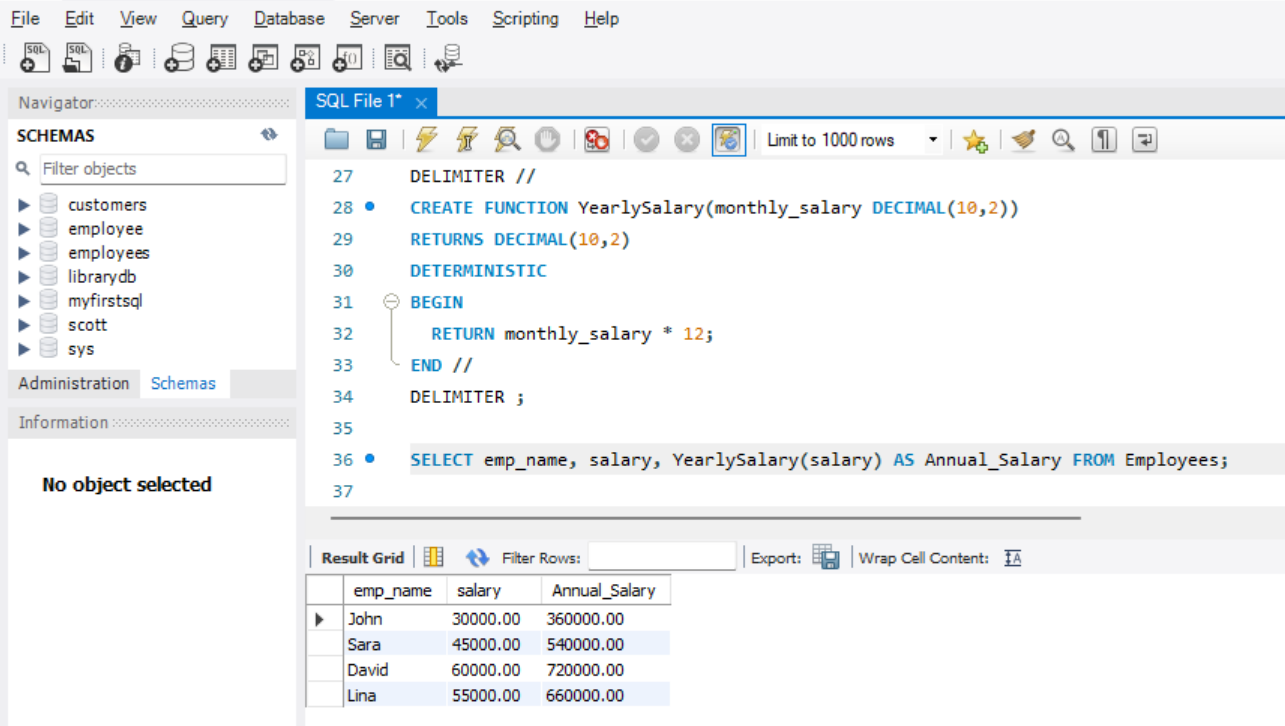 File Edit View Query Database Server Tools Scripting Help
SQL SQL
Navigator
SCHEMAS
Filter objects
customers
employee
employees
librarydb
myfirstsql
scott
sys
Administration Schemas
Information
No object selected
SQL File 1*
Limit to 1000 rows
27 DELIMITER //
28 CREATE FUNCTION YearlySalary(monthly_salary DECIMAL(10,2))
29 RETURNS DECIMAL(10,2)
30 DETERMINISTIC
31 BEGIN
32 RETURN monthly_salary * 12;
33 END //
34 DELIMITER ;
35
36 SELECT emp_name, salary, YearlySalary(salary) AS Annual_Salary FROM Employees;
37
Result Grid Filter Rows: Export: Wrap Cell Content:
emp_name salary Annual_Salary
John 30000.00 360000.00
Sara 45000.00 540000.00
David 60000.00 720000.00
Lina 55000.00 660000.00